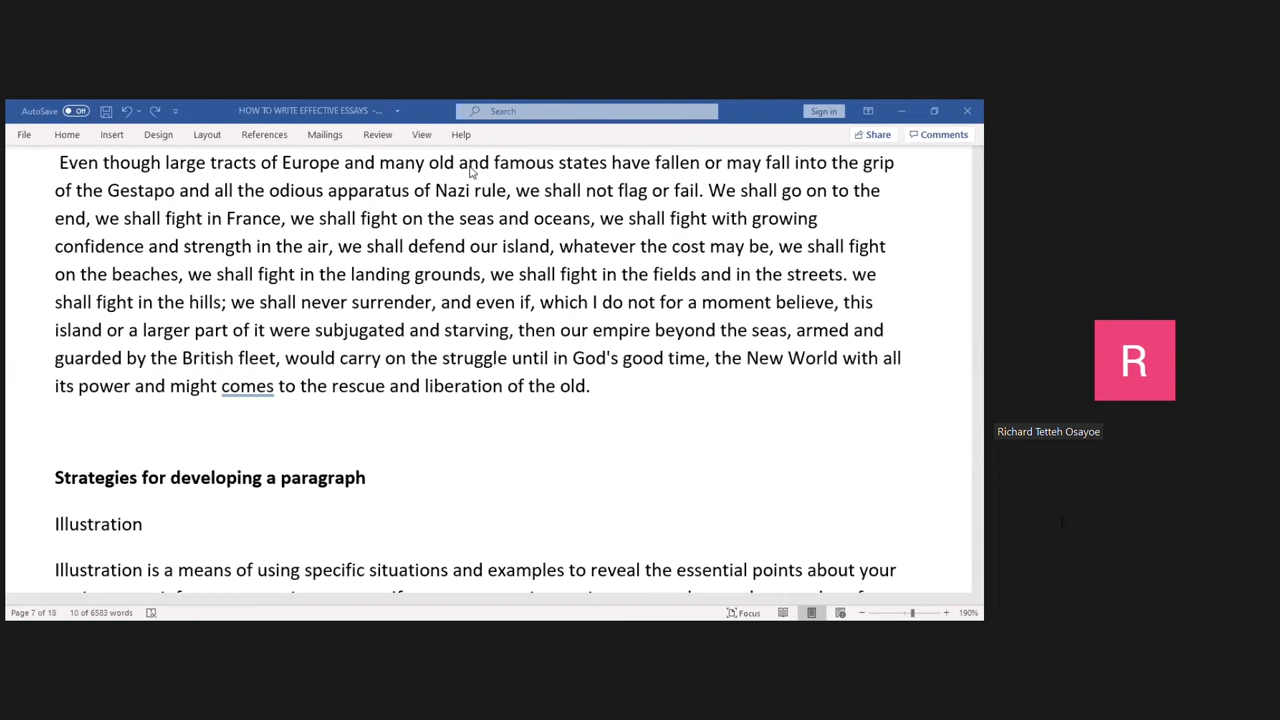 AutoSave Off HOW TO WRITE EFFECTIVE ESSAYS -... Search Sign in
File Home Insert Design Layout References Mailings Review View Help Share Comments
Even though large tracts of Europe and many old and famous states have fallen or may fall into the grip
of the Gestapo and all the odious apparatus of Nazi rule, we shall not flag or fail. We shall go on to the
end, we shall fight in France, we shall fight on the seas and oceans, we shall fight with growing
confidence and strength in the air, we shall defend our island, whatever the cost may be, we shall fight
on the beaches, we shall fight in the landing grounds, we shall fight in the fields and in the streets. we
shall fight in the hills; we shall never surrender, and even if, which I do not for a moment believe, this
island or a larger part of it were subjugated and starving, then our empire beyond the seas, armed and
guarded by the British fleet, would carry on the struggle until in God's good time, the New World with all
its power and might comes to the rescue and liberation of the old.
Strategies for developing a paragraph
Illustration
Illustration is a means of using specific situations and examples to reveal the essential points about your
Page 7 of 18 10 of 6583 words Focus 190%
R
Richard Tetteh Osayoe